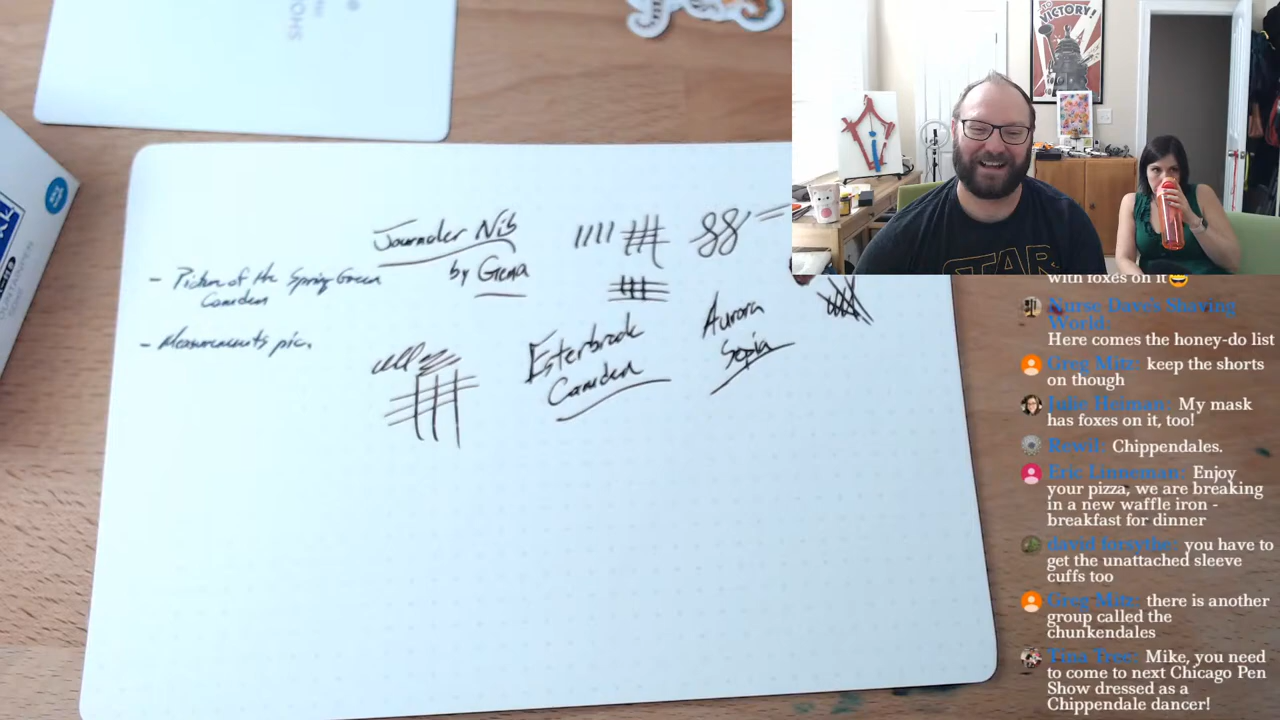 VICTORY!
STAR
Journaler Nib
by Gena
- Picture of the Spring Green
Camden
- Measurements pic.
Esterbrook
Camden
Aurora
Sepia
with foxes on it😎
Nurse Dave's Shaving
World:
Here comes the honey-do list
Greg Mitz: keep the shorts
on though
Julie Heiman: My mask
has foxes on it, too!
Rewil: Chippendales.
Eric Linneman: Enjoy
your pizza, we are breaking
in a new waffle iron -
breakfast for dinner
david forsythe: you have to
get the unattached sleeve
cuffs too
Greg Mitz: there is another
group called the
chunkendales
Tina Tree: Mike, you need
to come to next Chicago Pen
Show dressed as a
Chippendale dancer!